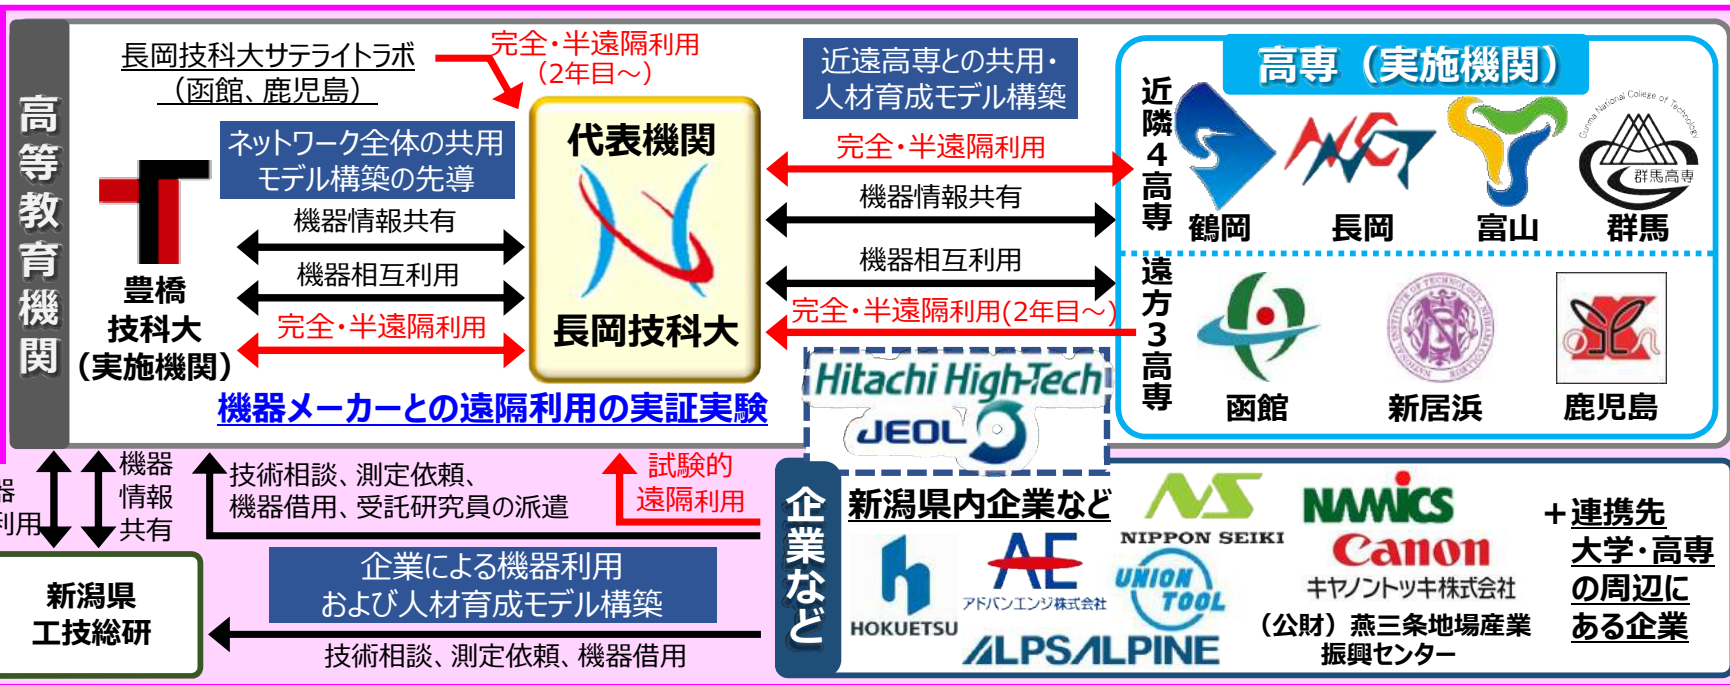 高等教育機関
長岡技科大サテライトラボ
（函館、鹿児島）
完全・半遠隔利用
（2年目～）
ネットワーク全体の共用
モデル構築の先導
機器情報共有
機器相互利用
完全・半遠隔利用
豊橋
技科大
（実施機関）
代表機関
長岡技科大
機器メーカーとの遠隔利用の実証実験
近遠高専との共用・
人材育成モデル構築
完全・半遠隔利用
機器情報共有
機器相互利用
完全・半遠隔利用(2年目～)
高専（実施機関）
近隣4高専
Gunma National College of Technology
群馬高専
鶴岡
長岡
富山
群馬
遠方3高専
函館
新居浜
鹿児島
Hitachi High-Tech
JEOL
機器
情報
共有
利用
技術相談、測定依頼、
機器借用、受託研究員の派遣
試験的
遠隔利用
新潟県
工技総研
企業による機器利用
および人材育成モデル構築
技術相談、測定依頼、機器借用
企業など
新潟県内企業など
NS
NIPPON SEIKI
NAMICS
Canon
キヤノントッキ株式会社
HOKUETSU
AE
アドバンエンジ株式会社
UNION
TOOL
ALPSALPINE
（公財）燕三条地場産業
振興センター
＋連携先
大学・高専
の周辺に
ある企業